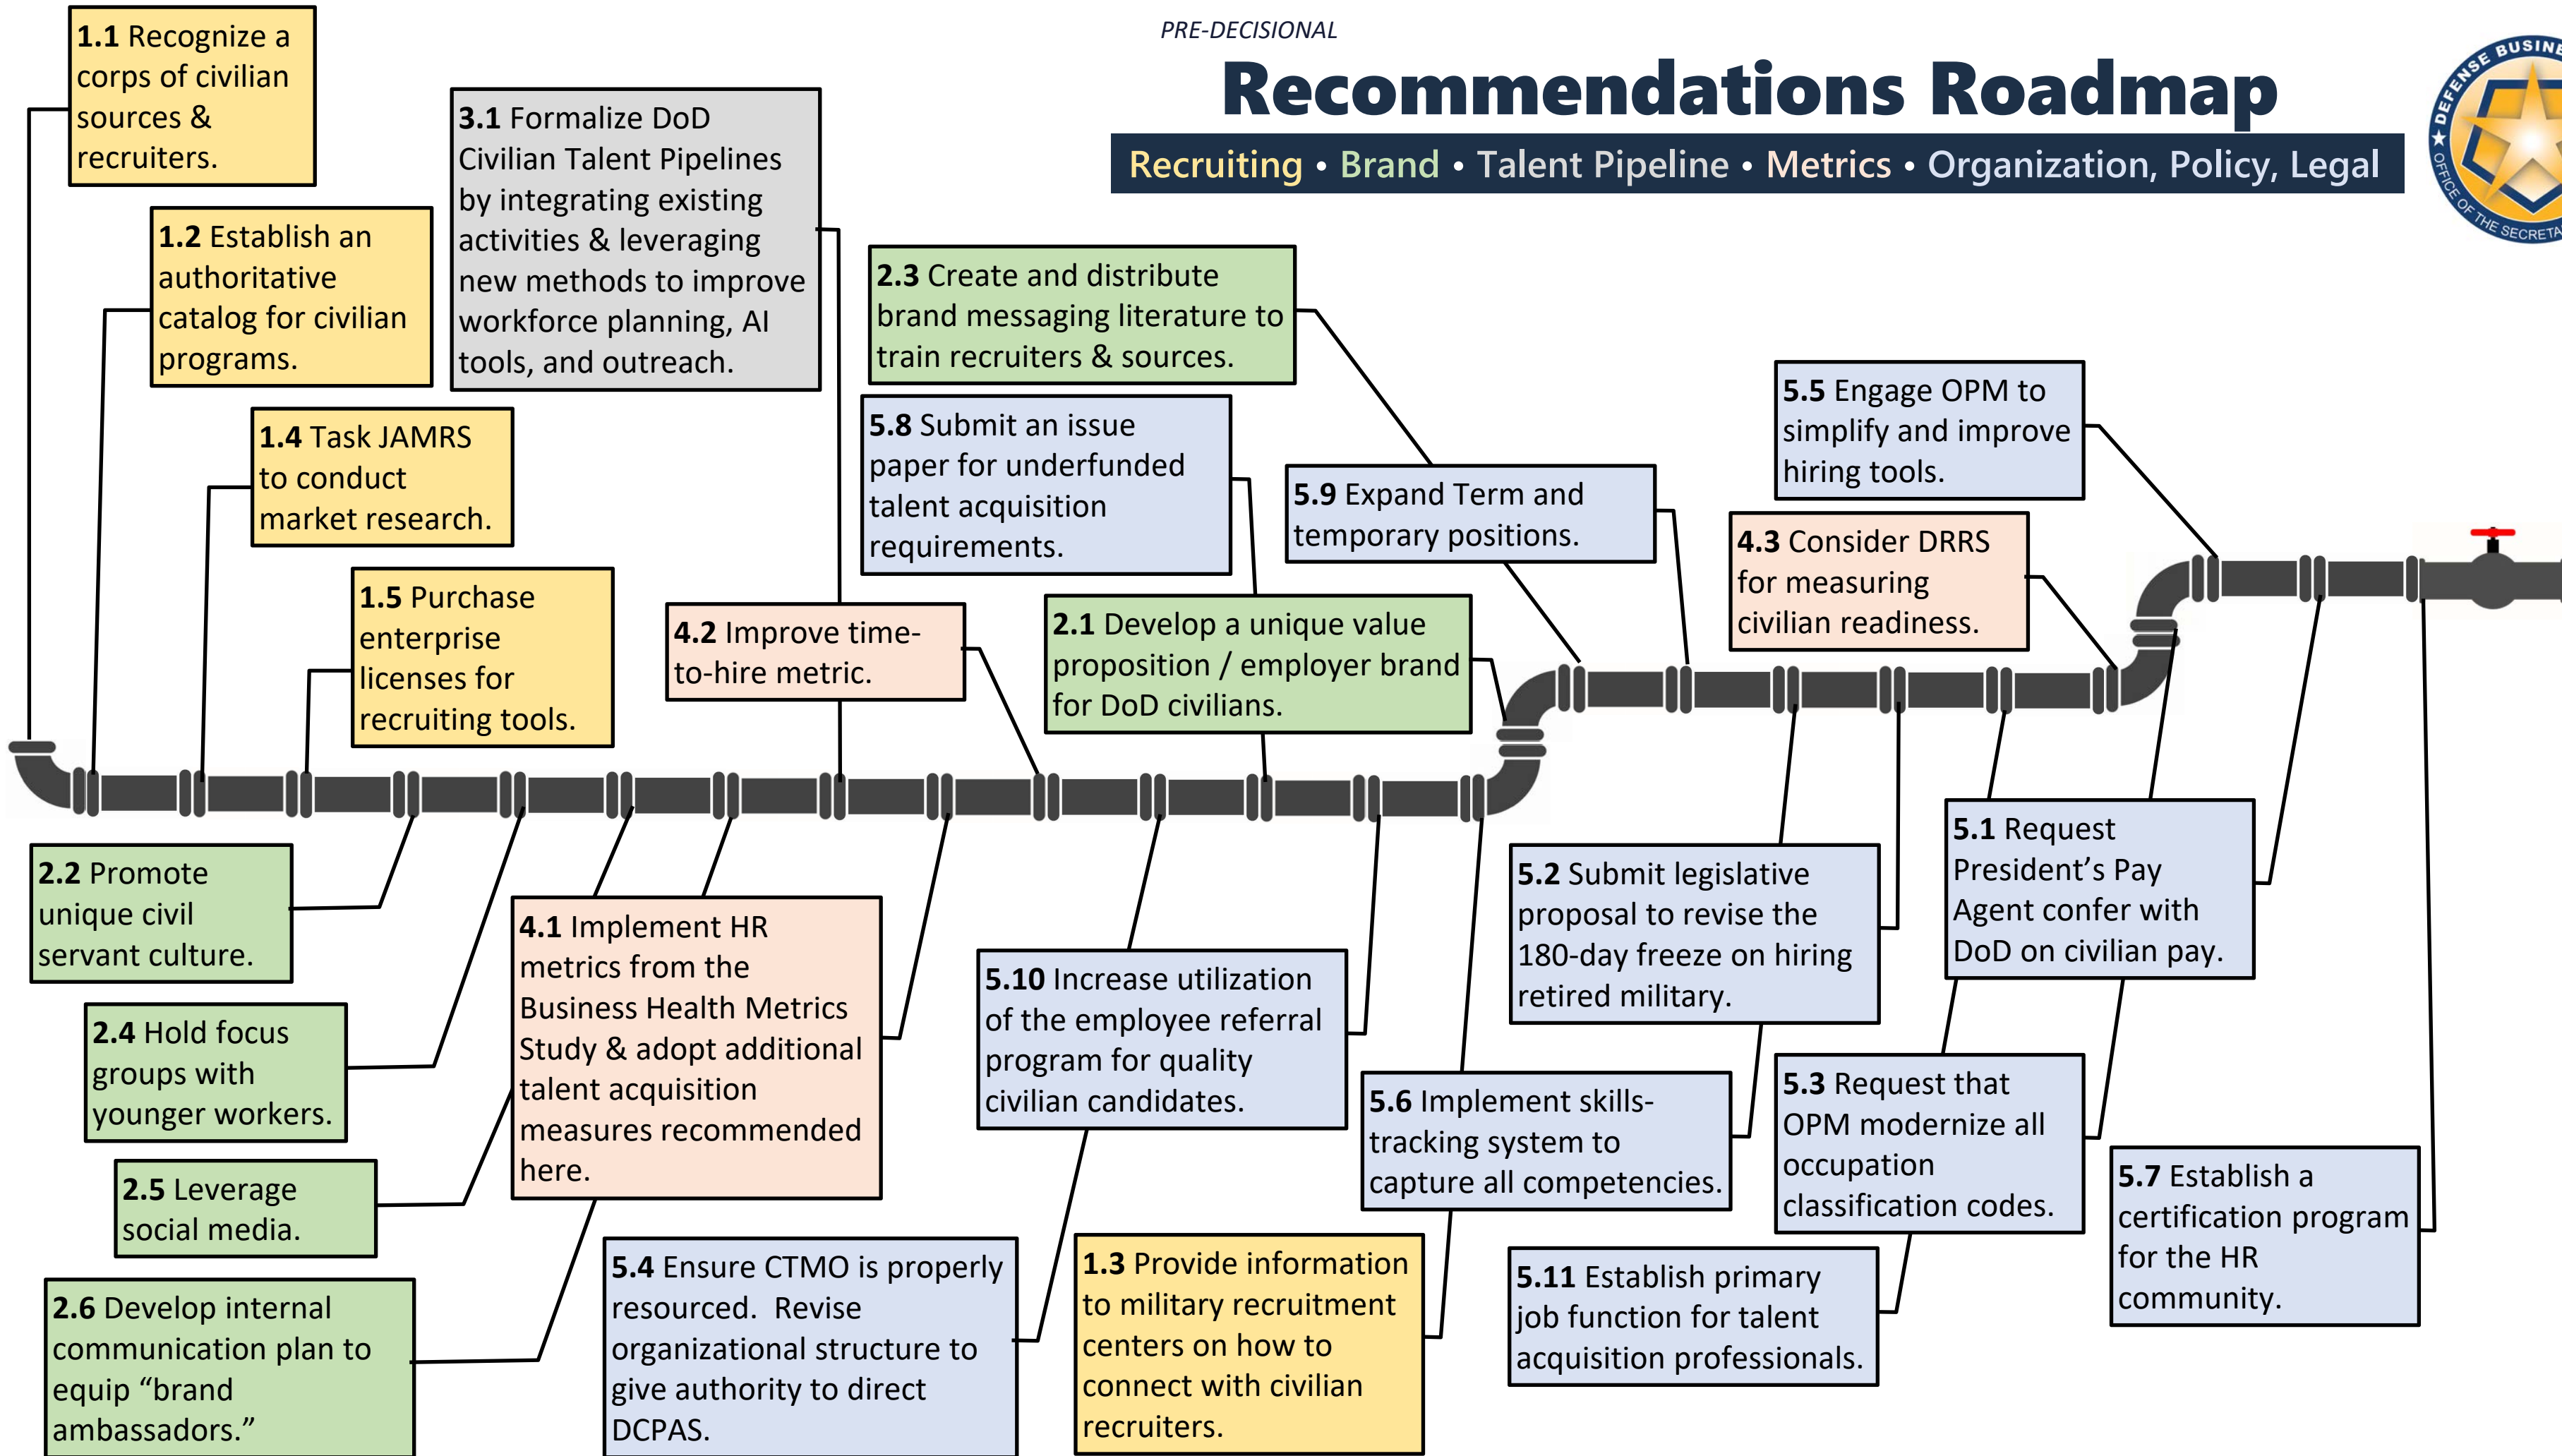 PRE-DECISIONAL
Recommendations Roadmap
Recruiting • Brand • Talent Pipeline • Metrics • Organization, Policy, Legal
★ DEFENSE BUSINE
OFFICE OF THE SECRETA
1.1 Recognize a
corps of civilian
sources &
recruiters.
1.2 Establish an
authoritative
catalog for civilian
programs.
1.4 Task JAMRS
to conduct
market research.
1.5 Purchase
enterprise
licenses for
recruiting tools.
3.1 Formalize DoD
Civilian Talent Pipelines
by integrating existing
activities & leveraging
new methods to improve
workforce planning, AI
tools, and outreach.
4.2 Improve time-
to-hire metric.
2.3 Create and distribute
brand messaging literature to
train recruiters & sources.
5.8 Submit an issue
paper for underfunded
talent acquisition
requirements.
2.1 Develop a unique value
proposition / employer brand
for DoD civilians.
5.9 Expand Term and
temporary positions.
5.5 Engage OPM to
simplify and improve
hiring tools.
4.3 Consider DRRS
for measuring
civilian readiness.
2.2 Promote
unique civil
servant culture.
2.4 Hold focus
groups with
younger workers.
2.5 Leverage
social media.
2.6 Develop internal
communication plan to
equip “brand
ambassadors.”
4.1 Implement HR
metrics from the
Business Health Metrics
Study & adopt additional
talent acquisition
measures recommended
here.
5.4 Ensure CTMO is properly
resourced.  Revise
organizational structure to
give authority to direct
DCPAS.
5.10 Increase utilization
of the employee referral
program for quality
civilian candidates.
1.3 Provide information
to military recruitment
centers on how to
connect with civilian
recruiters.
5.6 Implement skills-
tracking system to
capture all competencies.
5.2 Submit legislative
proposal to revise the
180-day freeze on hiring
retired military.
5.11 Establish primary
job function for talent
acquisition professionals.
5.3 Request that
OPM modernize all
occupation
classification codes.
5.1 Request
President’s Pay
Agent confer with
DoD on civilian pay.
5.7 Establish a
certification program
for the HR
community.